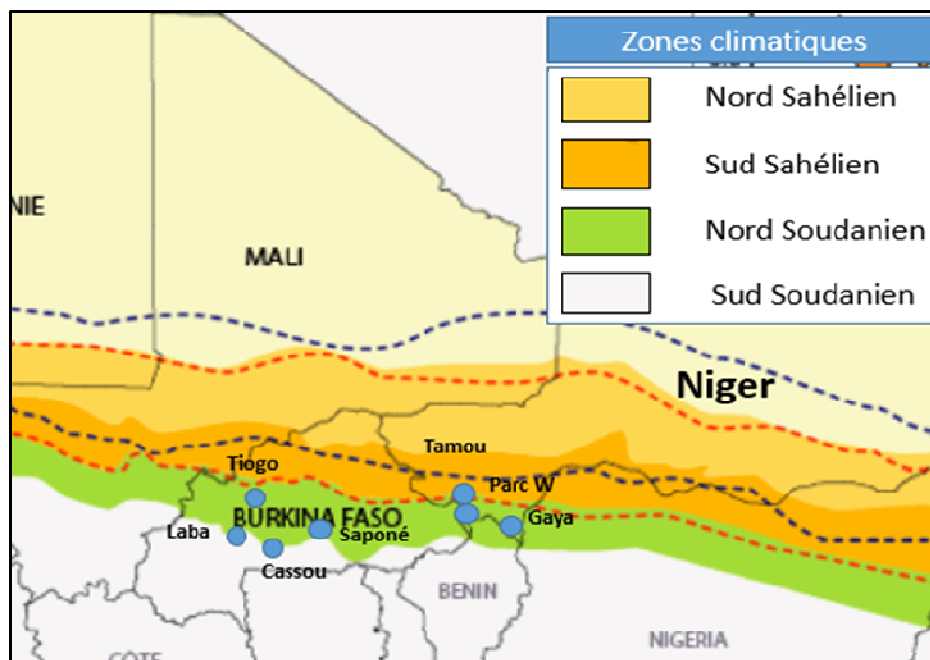 Zones climatiques
Nord Sahélien
Sud Sahélien
Nord Soudanien
Sud Soudanien
NIE
MALI
Niger
Tamou
Tiogo
Parc W
BURKINA FASO
Gaya
Laba
Saponé
Cassou
BENIN
NIGERIA
CÔTE